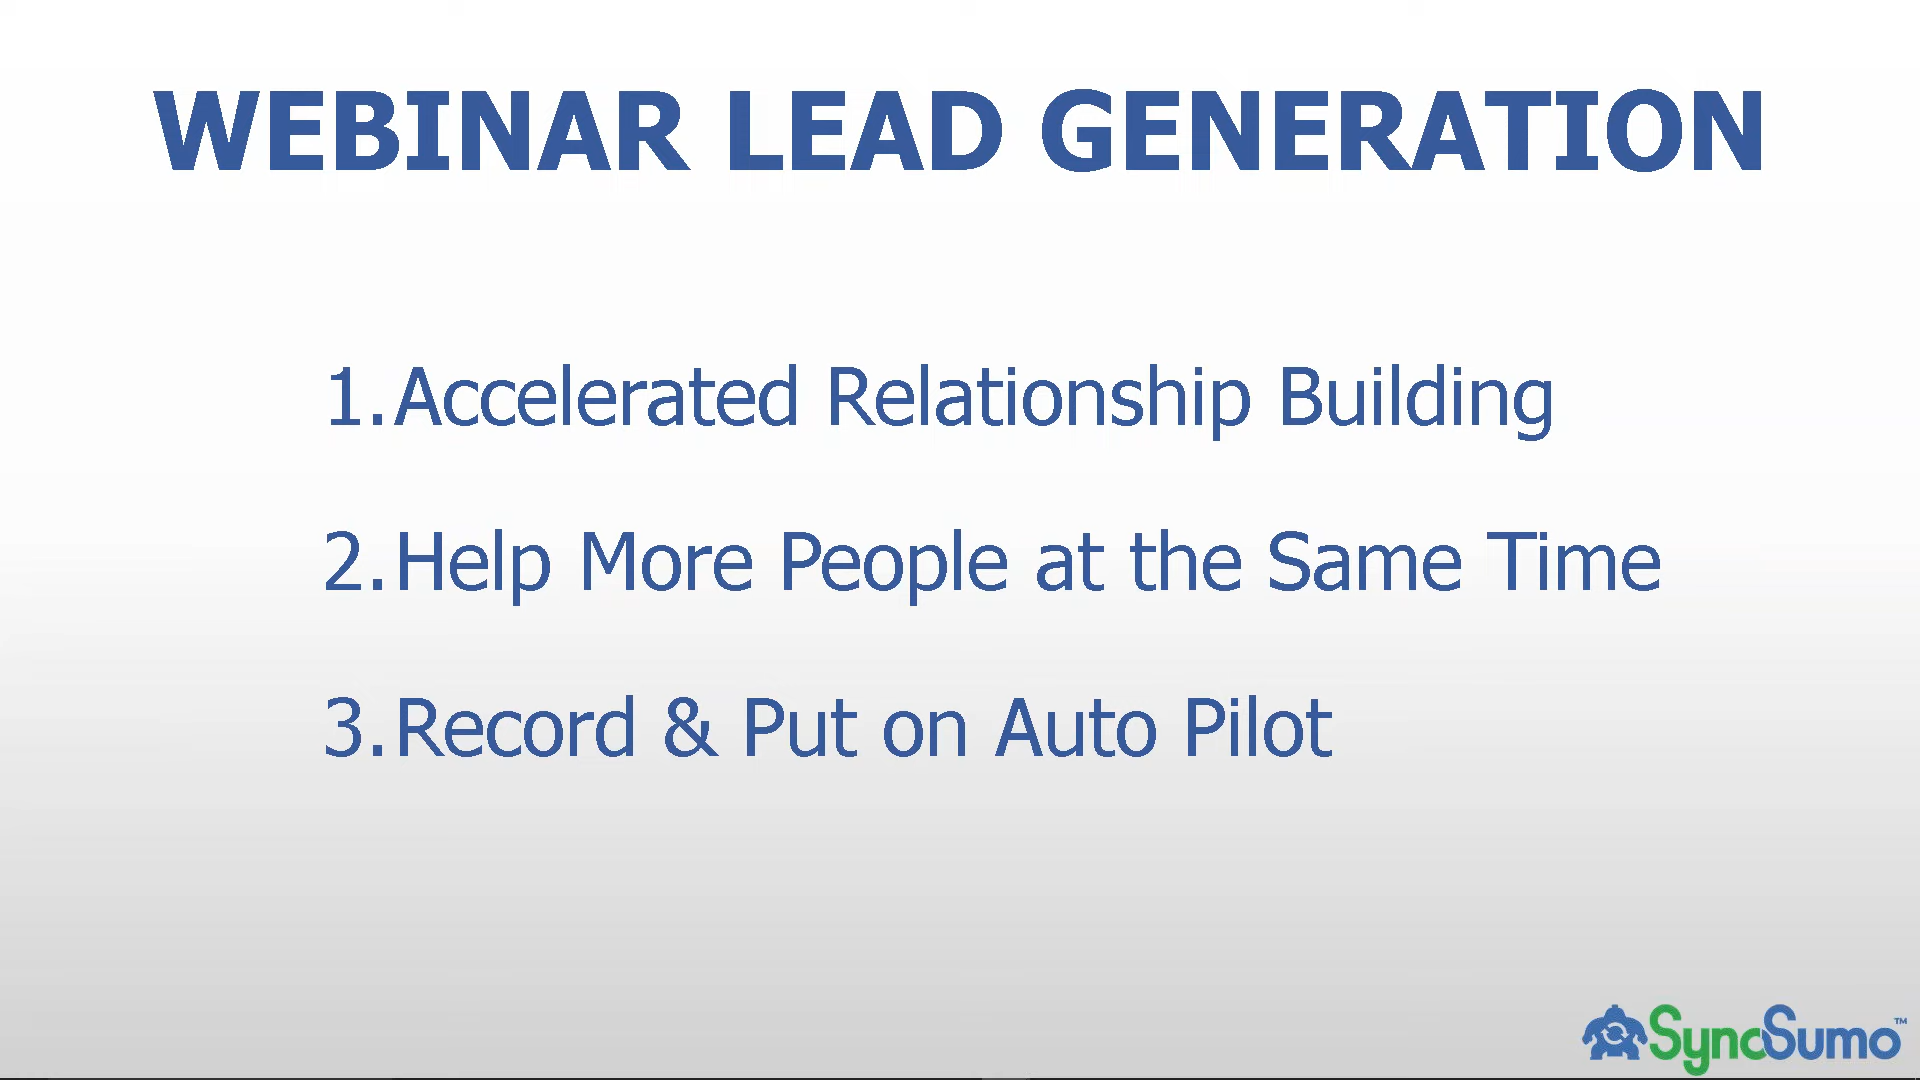 WEBINAR LEAD GENERATION
1. Accelerated Relationship Building
2. Help More People at the Same Time
3. Record & Put on Auto Pilot
SyncSumo™